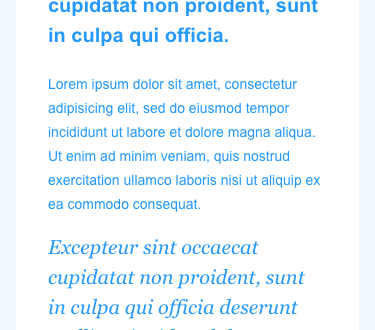 cupidatat non proident, sunt
in culpa qui officia.
Lorem ipsum dolor sit amet, consectetur
adipisicing elit, sed do eiusmod tempor
incididunt ut labore et dolore magna aliqua.
Ut enim ad minim veniam, quis nostrud
exercitation ullamco laboris nisi ut aliquip ex
ea commodo consequat.
Excepteur sint occaecat
cupidatat non proident, sunt
in culpa qui officia deserunt